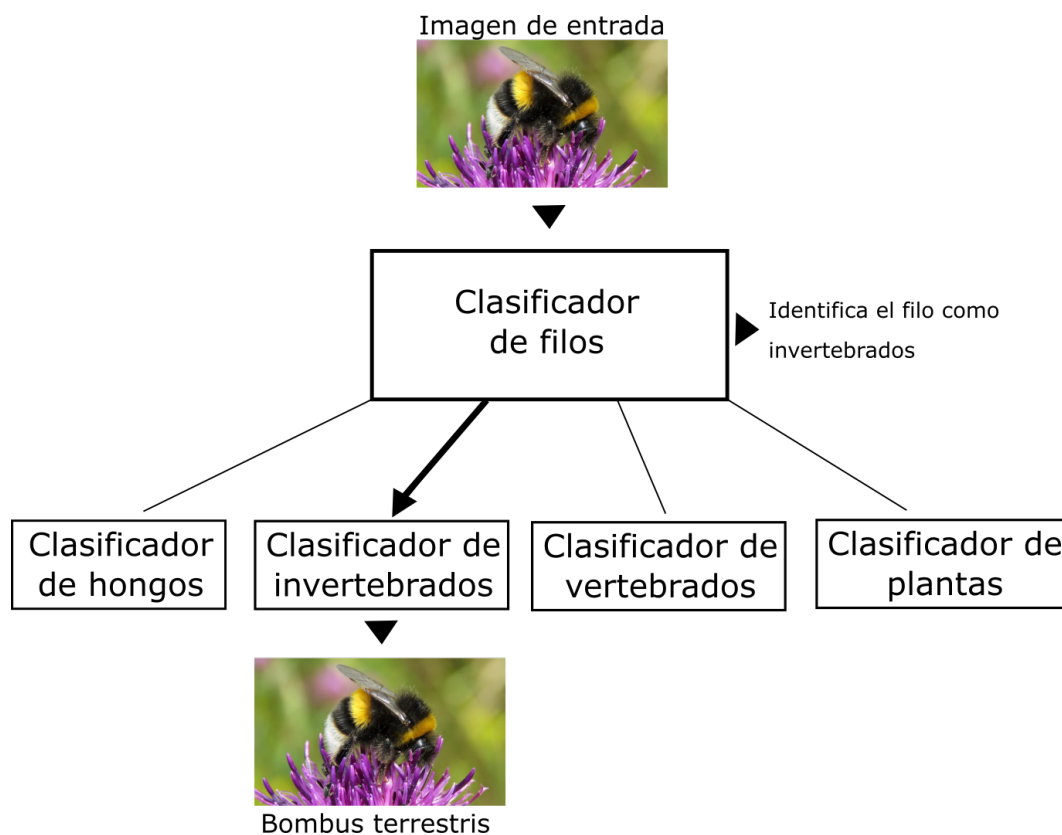 Imagen de entrada
Clasificador
de filos
Identifica el filo como
invertebrados
Clasificador
de hongos
Clasificador de
invertebrados
Clasificador de
vertebrados
Clasificador de
plantas
Bombus terrestris